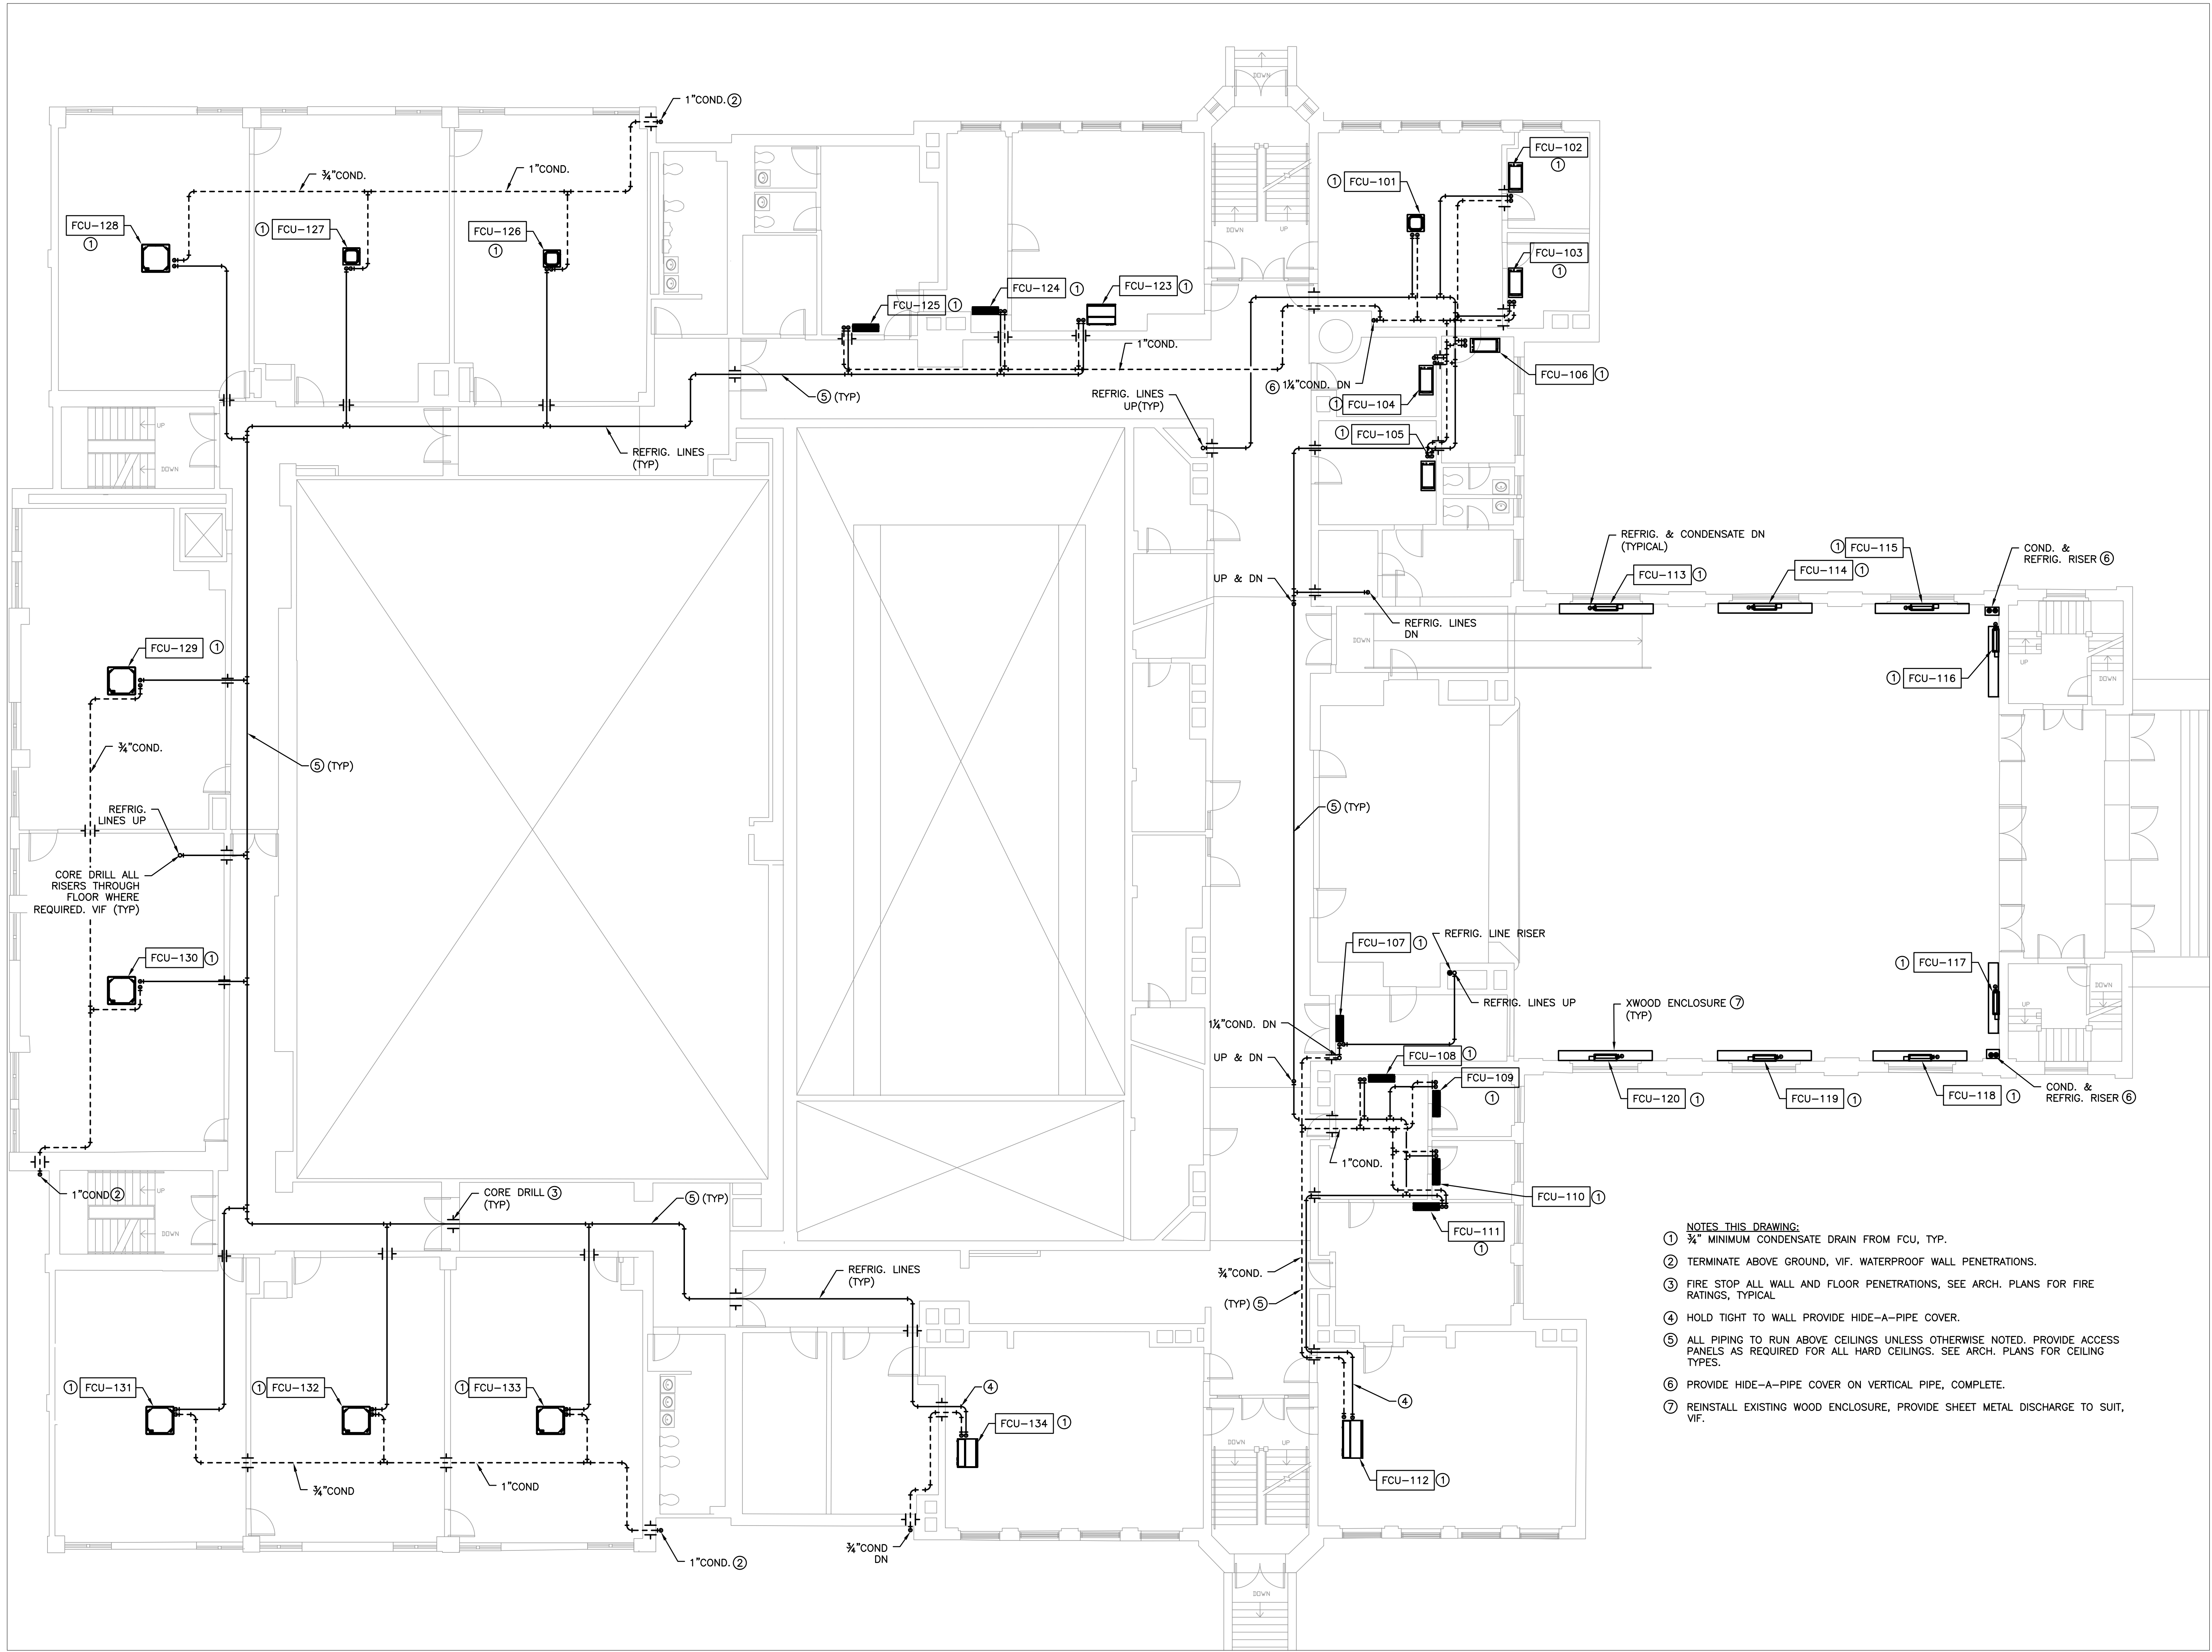 DOWN
1"COND. ②
¾"COND.
1"COND.
FCU-128
①
① FCU-127
FCU-126
①
① FCU-101
FCU-102
①
FCU-103
①
DOWN
UP
FCU-125 ①
FCU-124 ①
FCU-123 ①
1"COND.
⑤ (TYP)
⑥ 1¼"COND. DN
REFRIG. LINES
UP(TYP)
FCU-106 ①
① FCU-104
① FCU-105
UP
DOWN
REFRIG. LINES
(TYP)
REFRIG. & CONDENSATE DN
(TYPICAL)
FCU-113 ①
FCU-114 ①
① FCU-115
COND. &
REFRIG. RISER ⑥
UP & DN
REFRIG. LINES
DN
DOWN
UP
DOWN
① FCU-116
FCU-129 ①
¾"COND.
⑤ (TYP)
REFRIG.
LINES UP
⑤ (TYP)
CORE DRILL ALL
RISERS THROUGH
FLOOR WHERE
REQUIRED. VIF (TYP)
FCU-130 ①
FCU-107 ①
REFRIG. LINE RISER
REFRIG. LINES UP
① FCU-117
XWOOD ENCLOSURE ⑦
(TYP)
DOWN
UP
1¼"COND. DN
UP & DN
FCU-108 ①
FCU-109
①
FCU-120 ①
FCU-119 ①
FCU-118 ①
COND. &
REFRIG. RISER ⑥
1"COND.
1"COND②
UP
DOWN
CORE DRILL ③
(TYP)
⑤ (TYP)
FCU-110 ①
FCU-111
①
¾"COND.
(TYP) ⑤
REFRIG. LINES
(TYP)
① FCU-131
① FCU-132
① FCU-133
④
FCU-134 ①
④
DOWN
UP
FCU-112 ①
¾"COND
1"COND
¾"COND
DN
1"COND. ②
DOWN
NOTES THIS DRAWING:
① ¾" MINIMUM CONDENSATE DRAIN FROM FCU, TYP.
② TERMINATE ABOVE GROUND, VIF. WATERPROOF WALL PENETRATIONS.
③ FIRE STOP ALL WALL AND FLOOR PENETRATIONS, SEE ARCH. PLANS FOR FIRE
RATINGS, TYPICAL
④ HOLD TIGHT TO WALL PROVIDE HIDE-A-PIPE COVER.
⑤ ALL PIPING TO RUN ABOVE CEILINGS UNLESS OTHERWISE NOTED. PROVIDE ACCESS
PANELS AS REQUIRED FOR ALL HARD CEILINGS. SEE ARCH. PLANS FOR CEILING
TYPES.
⑥ PROVIDE HIDE-A-PIPE COVER ON VERTICAL PIPE, COMPLETE.
⑦ REINSTALL EXISTING WOOD ENCLOSURE, PROVIDE SHEET METAL DISCHARGE TO SUIT,
VIF.